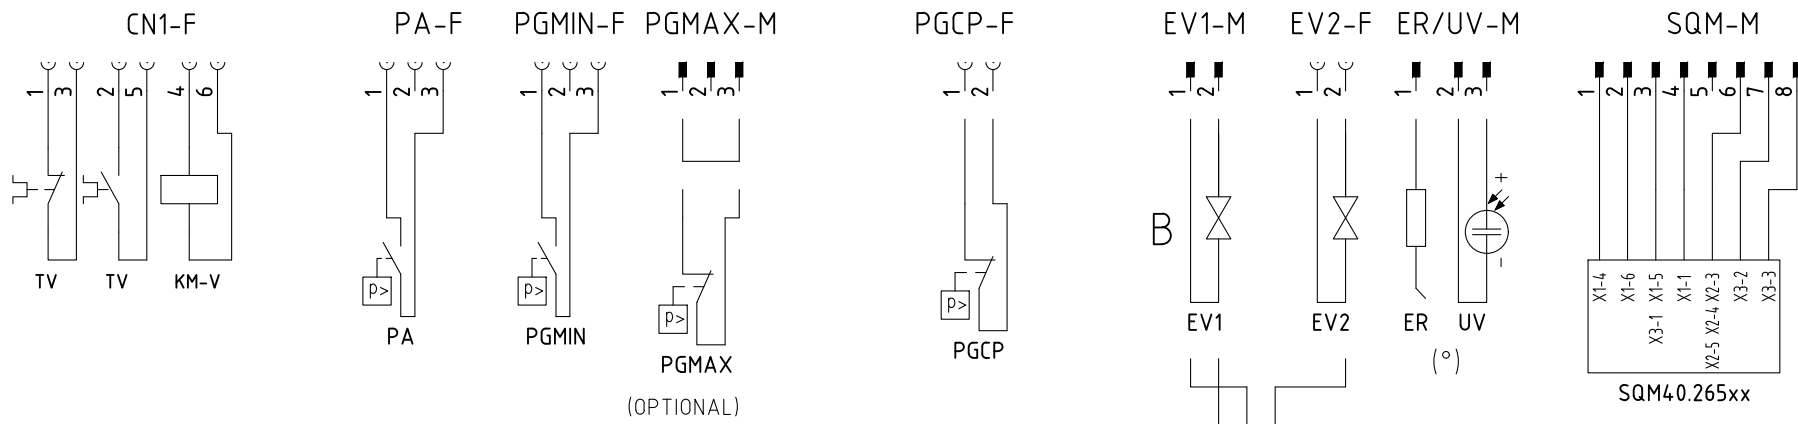 CN1-F PA-F PGMIN-F PGMAX-M PGCP-F EV1-M EV2-F ER/UV-M SQM-M
1 3 2 5 4 6 1 2 3 1 2 3 1 2 3 1 2 1 2 1 2 1 2 3 1 2 3 4 5 6 7 8
B + -
p> p> p> p>
X1-4 X1-6 X3-1 X1-5 X1-1 X2-5 X2-4 X2-3 X3-2 X3-3
TV TV KM-V PA PGMIN PGMAX PGCP EV1 EV2 ER UV
(°)
SQM40.265xx
(OPTIONAL)